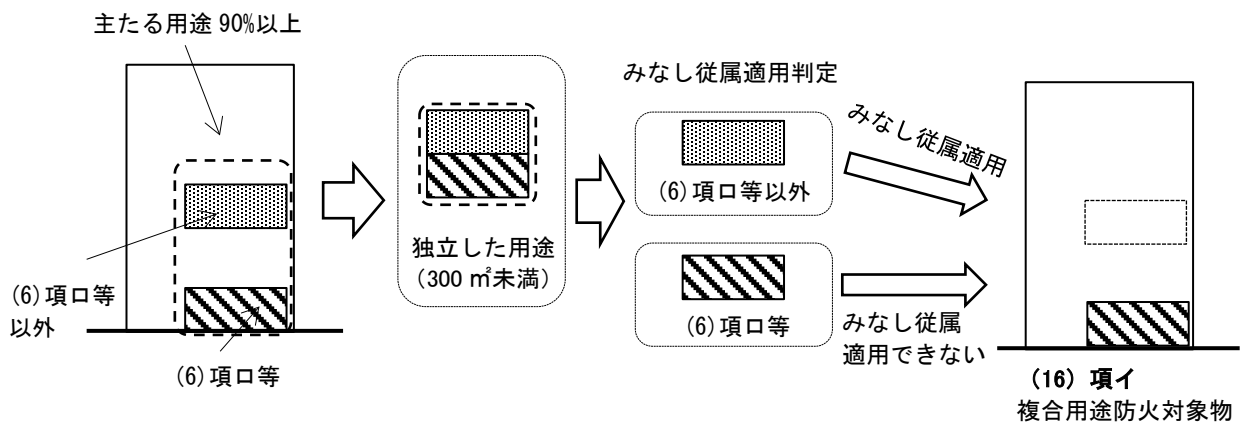 主たる用途 90%以上
(6)項ロ等
以外
(6)項ロ等
独立した用途
(300 ㎡未満)
みなし従属適用判定
(6)項ロ等以外
(6)項ロ等
みなし従属適用
みなし従属
適用できない
(16) 項イ
複合用途防火対象物